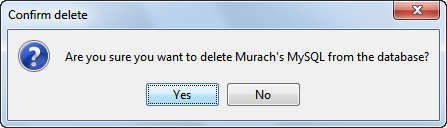 Confirm delete
Are you sure you want to delete Murach's MySQL from the database?
Yes No